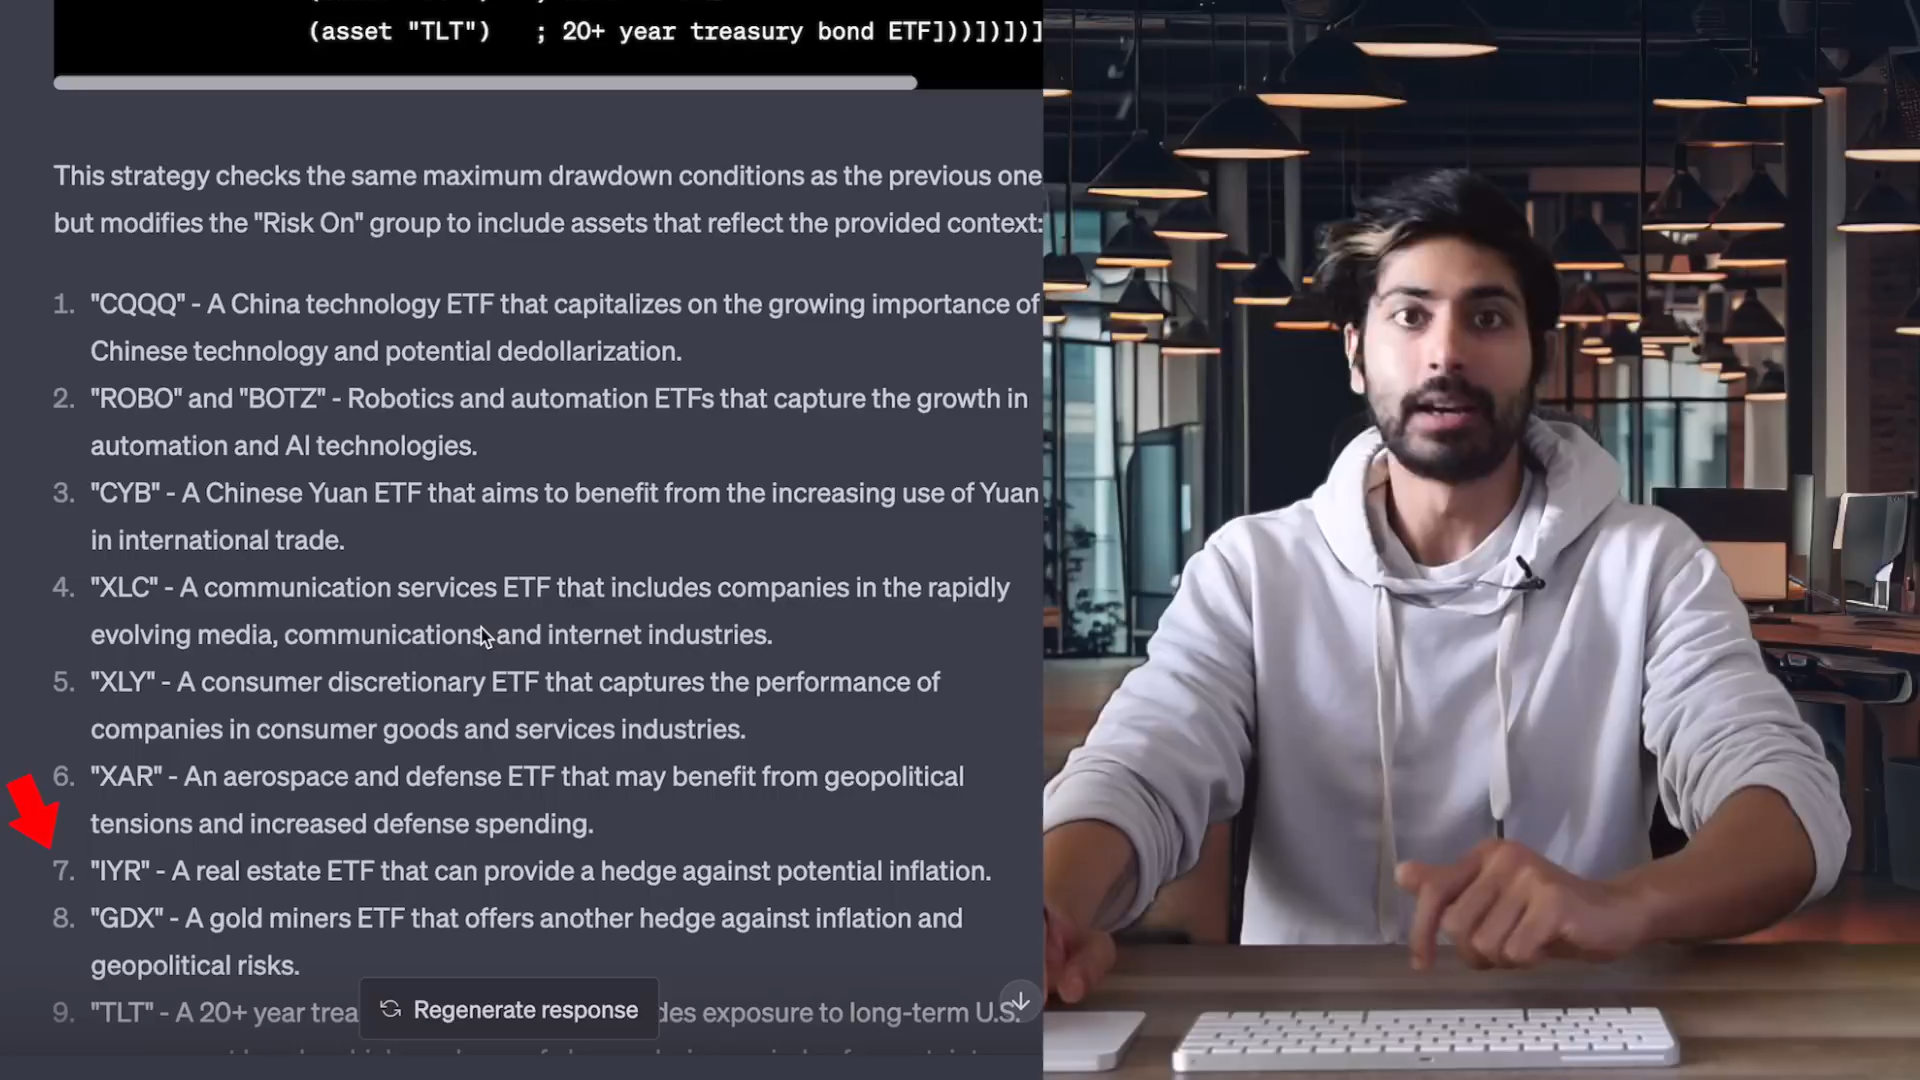 (asset "TLT")   ; 20+ year treasury bond ETF]))])])]
This strategy checks the same maximum drawdown conditions as the previous one
but modifies the "Risk On" group to include assets that reflect the provided context:
1. "CQQQ" - A China technology ETF that capitalizes on the growing importance of
Chinese technology and potential dedollarization.
2. "ROBO" and "BOTZ" - Robotics and automation ETFs that capture the growth in
automation and AI technologies.
3. "CYB" - A Chinese Yuan ETF that aims to benefit from the increasing use of Yuan
in international trade.
4. "XLC" - A communication services ETF that includes companies in the rapidly
evolving media, communications and internet industries.
5. "XLY" - A consumer discretionary ETF that captures the performance of
companies in consumer goods and services industries.
6. "XAR" - An aerospace and defense ETF that may benefit from geopolitical
tensions and increased defense spending.
7. "IYR" - A real estate ETF that can provide a hedge against potential inflation.
8. "GDX" - A gold miners ETF that offers another hedge against inflation and
geopolitical risks.
9. "TLT" - A 20+ year exposure to long-term U.S.
Regenerate response